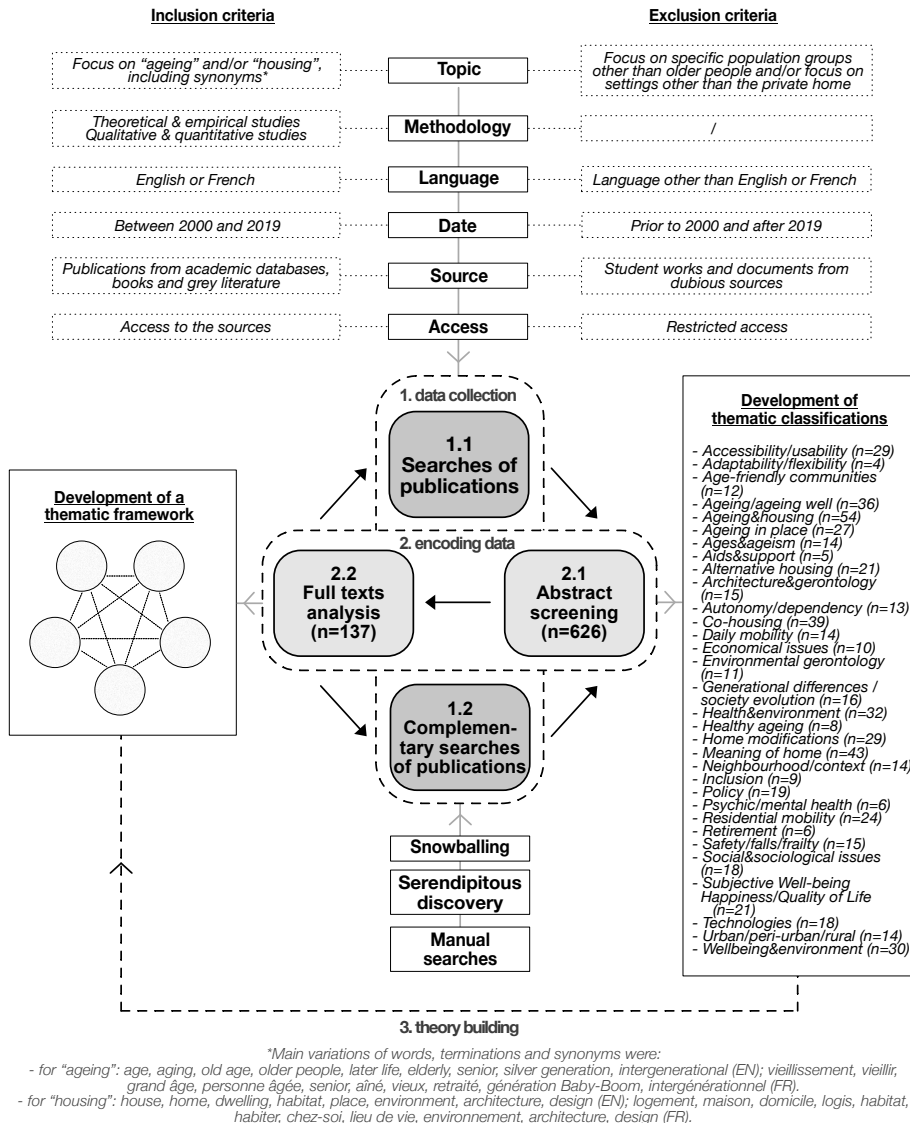 Inclusion criteria
Exclusion criteria
Focus on “ageing” and/or “housing”,
including synonyms*
Topic
Focus on specific population groups
other than older people and/or focus on
settings other than the private home
Theoretical & empirical studies
Qualitative & quantitative studies
Methodology
/
English or French
Language
Language other than English or French
Between 2000 and 2019
Date
Prior to 2000 and after 2019
Publications from academic databases,
books and grey literature
Source
Student works and documents from
dubious sources
Access to the sources
Access
Restricted access
1. data collection
1.1
Searches of
publications
Development of a
thematic framework
2. encoding data
2.2
Full texts
analysis
(n=137)
2.1
Abstract
screening
(n=626)
1.2
Complemen-
tary searches
of publications
Snowballing
Serendipitous
discovery
Manual
searches
Development of
thematic classifications
- Accessibility/usability (n=29)
- Adaptability/flexibility (n=4)
- Age-friendly communities
(n=12)
- Ageing/ageing well (n=36)
- Ageing&housing (n=54)
- Ageing in place (n=27)
- Ages&ageism (n=14)
- Aids&support (n=5)
- Alternative housing (n=21)
- Architecture&gerontology
(n=15)
- Autonomy/dependency (n=13)
- Co-housing (n=39)
- Daily mobility (n=14)
- Economical issues (n=10)
- Environmental gerontology
(n=11)
- Generational differences /
society evolution (n=16)
- Health&environment (n=32)
- Healthy ageing (n=8)
- Home modifications (n=29)
- Meaning of home (n=43)
- Neighbourhood/context (n=14)
- Inclusion (n=9)
- Policy (n=19)
- Psychic/mental health (n=6)
- Residential mobility (n=24)
- Retirement (n=6)
- Safety/falls/frailty (n=15)
- Social&sociological issues
(n=18)
- Subjective Well-being
Happiness/Quality of Life
(n=21)
- Technologies (n=18)
- Urban/peri-urban/rural (n=14)
- Wellbeing&environment (n=30)
3. theory building
*Main variations of words, terminations and synonyms were:
- for “ageing”: age, aging, old age, older people, later life, elderly, senior, silver generation, intergenerational (EN); vieillissement, vieillir,
grand âge, personne âgée, senior, aîné, vieux, retraité, génération Baby-Boom, intergénérationnel (FR).
- for “housing”: house, home, dwelling, habitat, place, environment, architecture, design (EN); logement, maison, domicile, logis, habitat,
habiter, chez-soi, lieu de vie, environnement, architecture, design (FR).